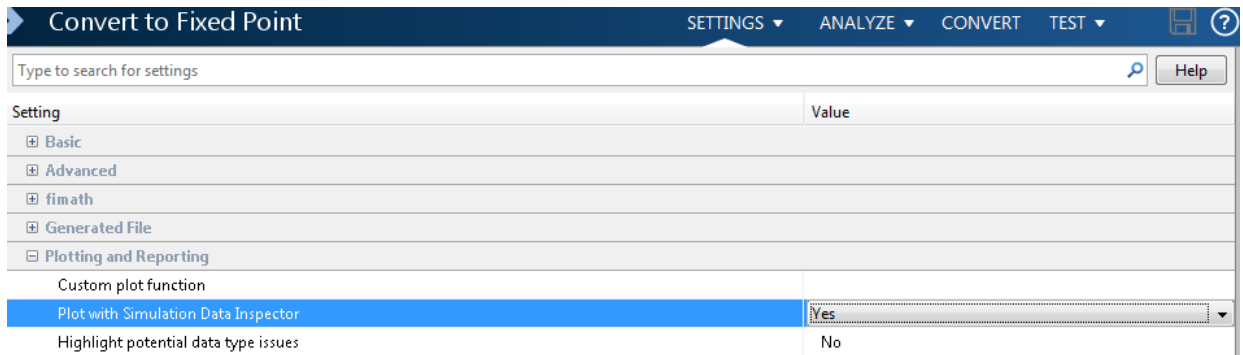 Convert to Fixed Point SETTINGS ▼ ANALYZE ▼ CONVERT TEST ▼ ?
Type to search for settings Help
Setting Value
Basic
Advanced
fimath
Generated File
Plotting and Reporting
Custom plot function
Plot with Simulation Data Inspector Yes
Highlight potential data type issues No